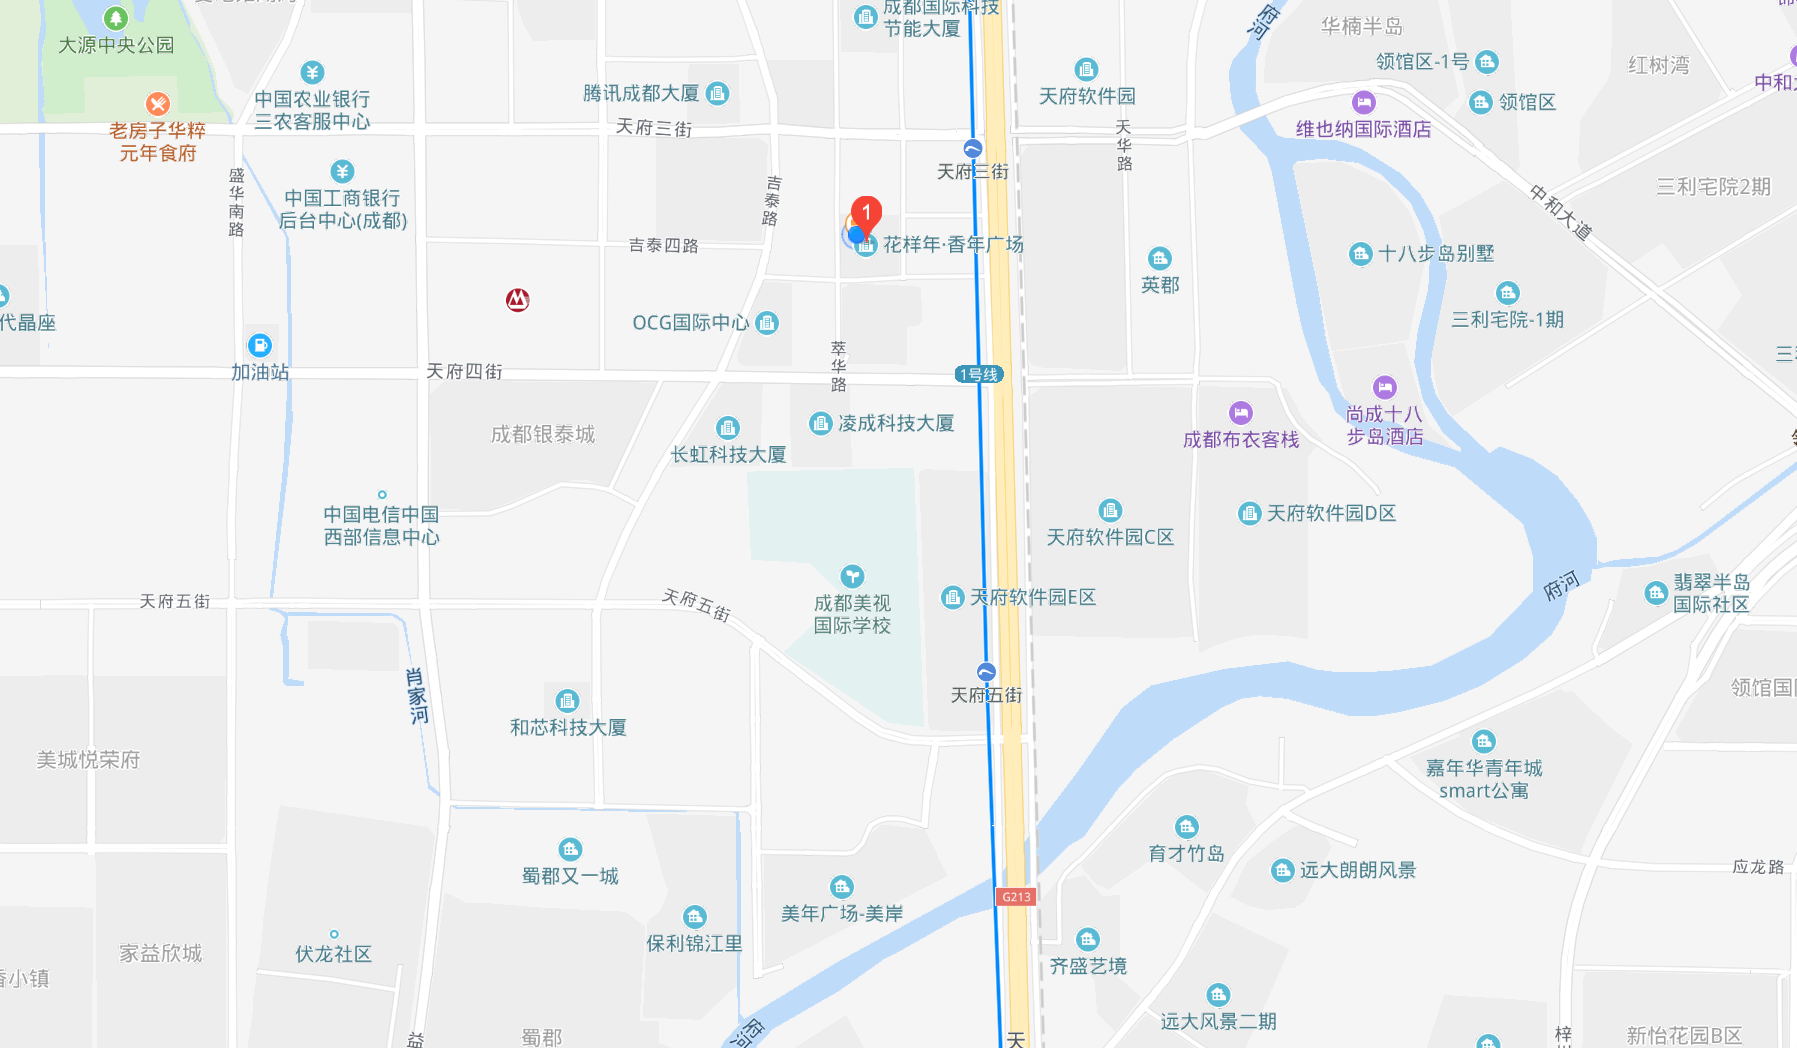 成都国际科技
节能大厦
华楠半岛
府河
大源中央公园
领馆区-1号
红树湾
中国农业银行
三农客服中心
腾讯成都大厦
天府软件园
领馆区
老房子华粹
元年食府
天府三街
天华路
维也纳国际酒店
盛华南路
中国工商银行
后台中心(成都)
吉泰路
天府三街
三利宅院2期
中和大道
1
吉泰四路
花样年·香年广场
十八步岛别墅
英郡
代晶座
OCG国际中心
三利宅院-1期
萃华路
加油站
天府四街
1号线
成都银泰城
长虹科技大厦
凌成科技大厦
成都布衣客栈
尚成十八
步岛酒店
中国电信中国
西部信息中心
天府软件园C区
天府软件园D区
天府五街
天府五街
成都美视
国际学校
天府软件园E区
府河
翡翠半岛
国际社区
肖家河
天府五街
领馆国
和芯科技大厦
美城悦荣府
嘉年华青年城
smart公寓
育才竹岛
远大朗朗风景
应龙路
蜀郡又一城
G213
美年广场-美岸
保利锦江里
家益欣城
伏龙社区
齐盛艺境
香小镇
远大风景二期
府河
蜀郡
益
天
梓
新怡花园B区